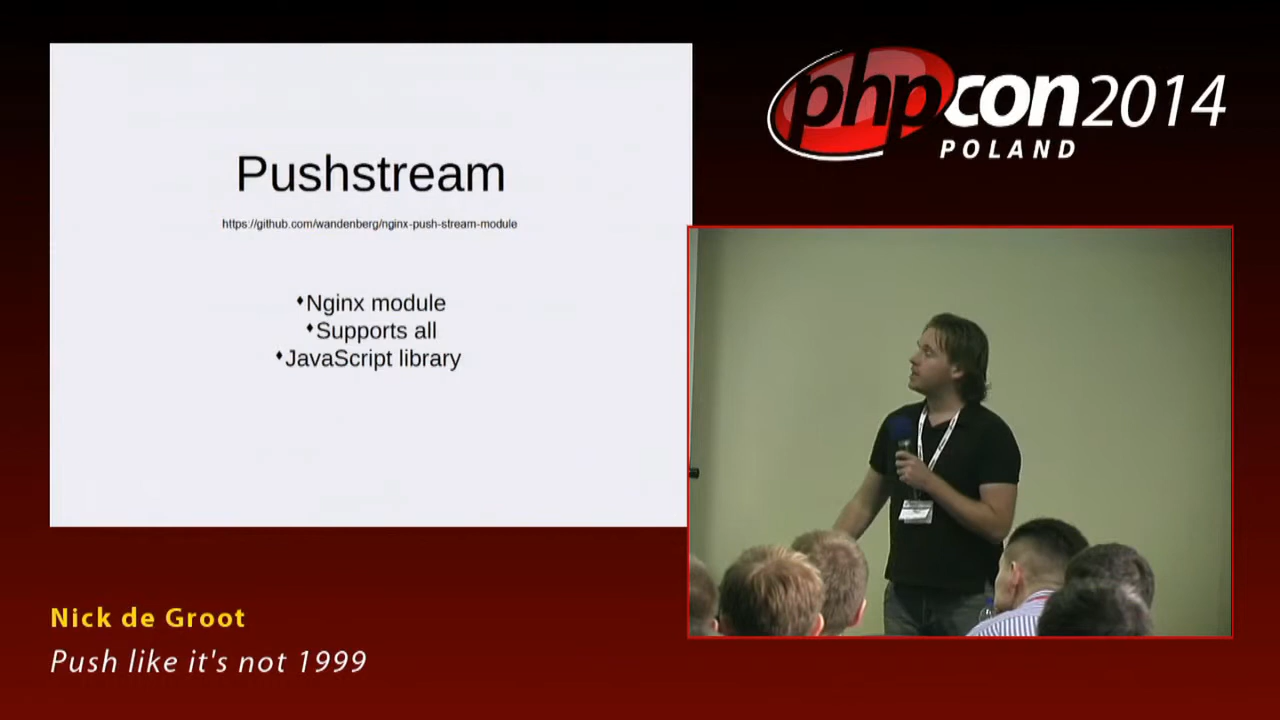 Pushstream
https://github.com/wandenberg/nginx-push-stream-module
Nginx module
Supports all
JavaScript library
phpcon2014
POLAND
Nick de Groot
Push like it's not 1999